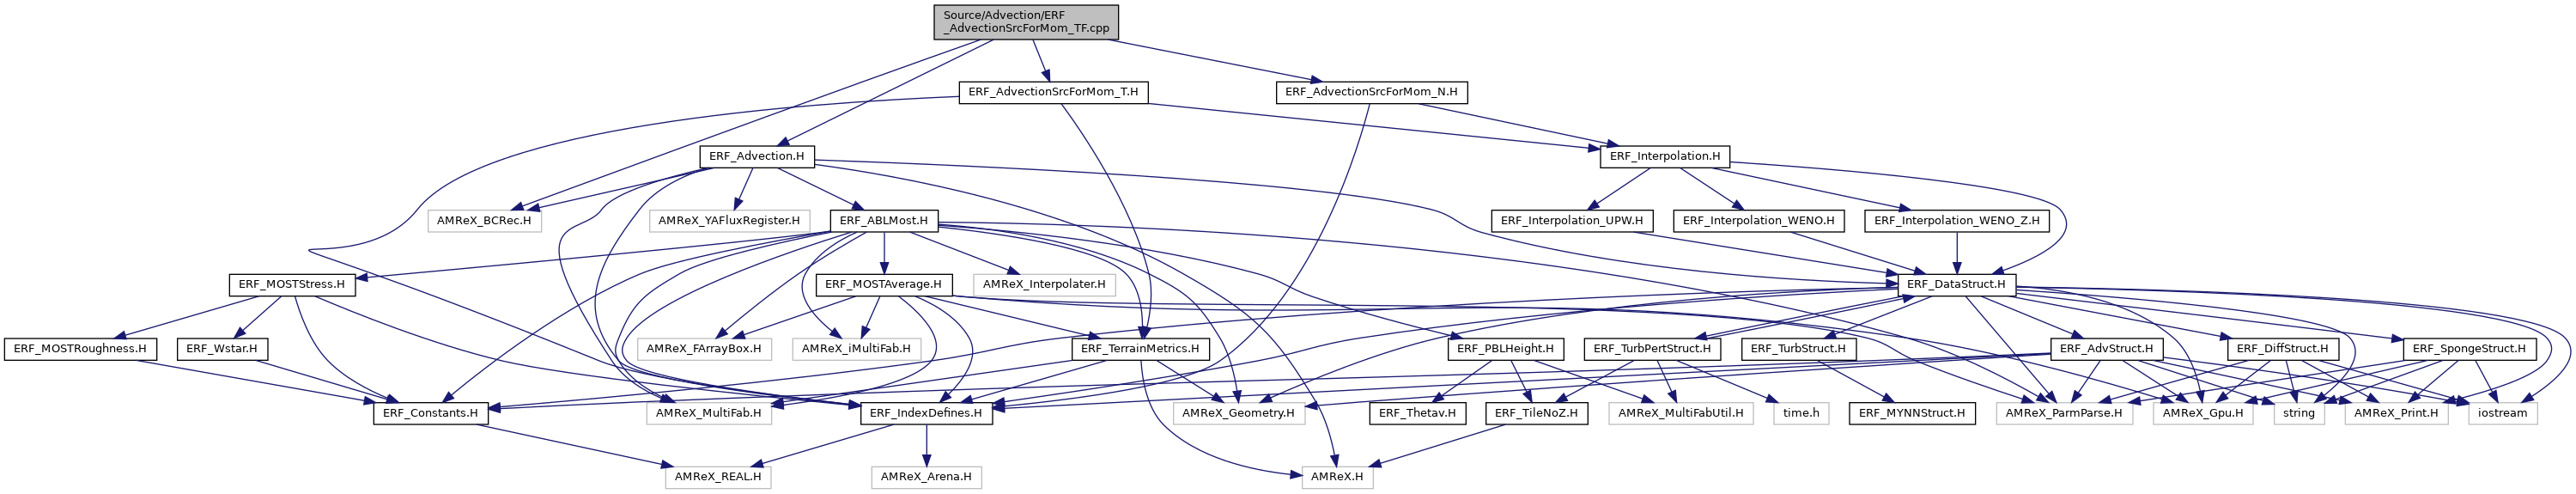 Source/Advection/ERF
_AdvectionSrcForMom_TF.cpp
ERF_AdvectionSrcForMom_T.H
ERF_AdvectionSrcForMom_N.H
ERF_Advection.H
ERF_Interpolation.H
AMReX_BCRec.H
AMReX_YAFluxRegister.H
ERF_ABLMost.H
ERF_Interpolation_UPW.H
ERF_Interpolation_WENO.H
ERF_Interpolation_WENO_Z.H
ERF_MOSTStress.H
ERF_MOSTAverage.H
AMReX_Interpolater.H
ERF_DataStruct.H
ERF_MOSTRoughness.H
ERF_Wstar.H
AMReX_FArrayBox.H
AMReX_iMultiFab.H
ERF_TerrainMetrics.H
ERF_PBLHeight.H
ERF_TurbPertStruct.H
ERF_TurbStruct.H
ERF_AdvStruct.H
ERF_DiffStruct.H
ERF_SpongeStruct.H
ERF_Constants.H
AMReX_MultiFab.H
ERF_IndexDefines.H
AMReX_Geometry.H
ERF_Thetav.H
ERF_TileNoZ.H
AMReX_MultiFabUtil.H
time.h
ERF_MYNNStruct.H
AMReX_ParmParse.H
AMReX_Gpu.H
string
AMReX_Print.H
iostream
AMReX_REAL.H
AMReX_Arena.H
AMReX.H